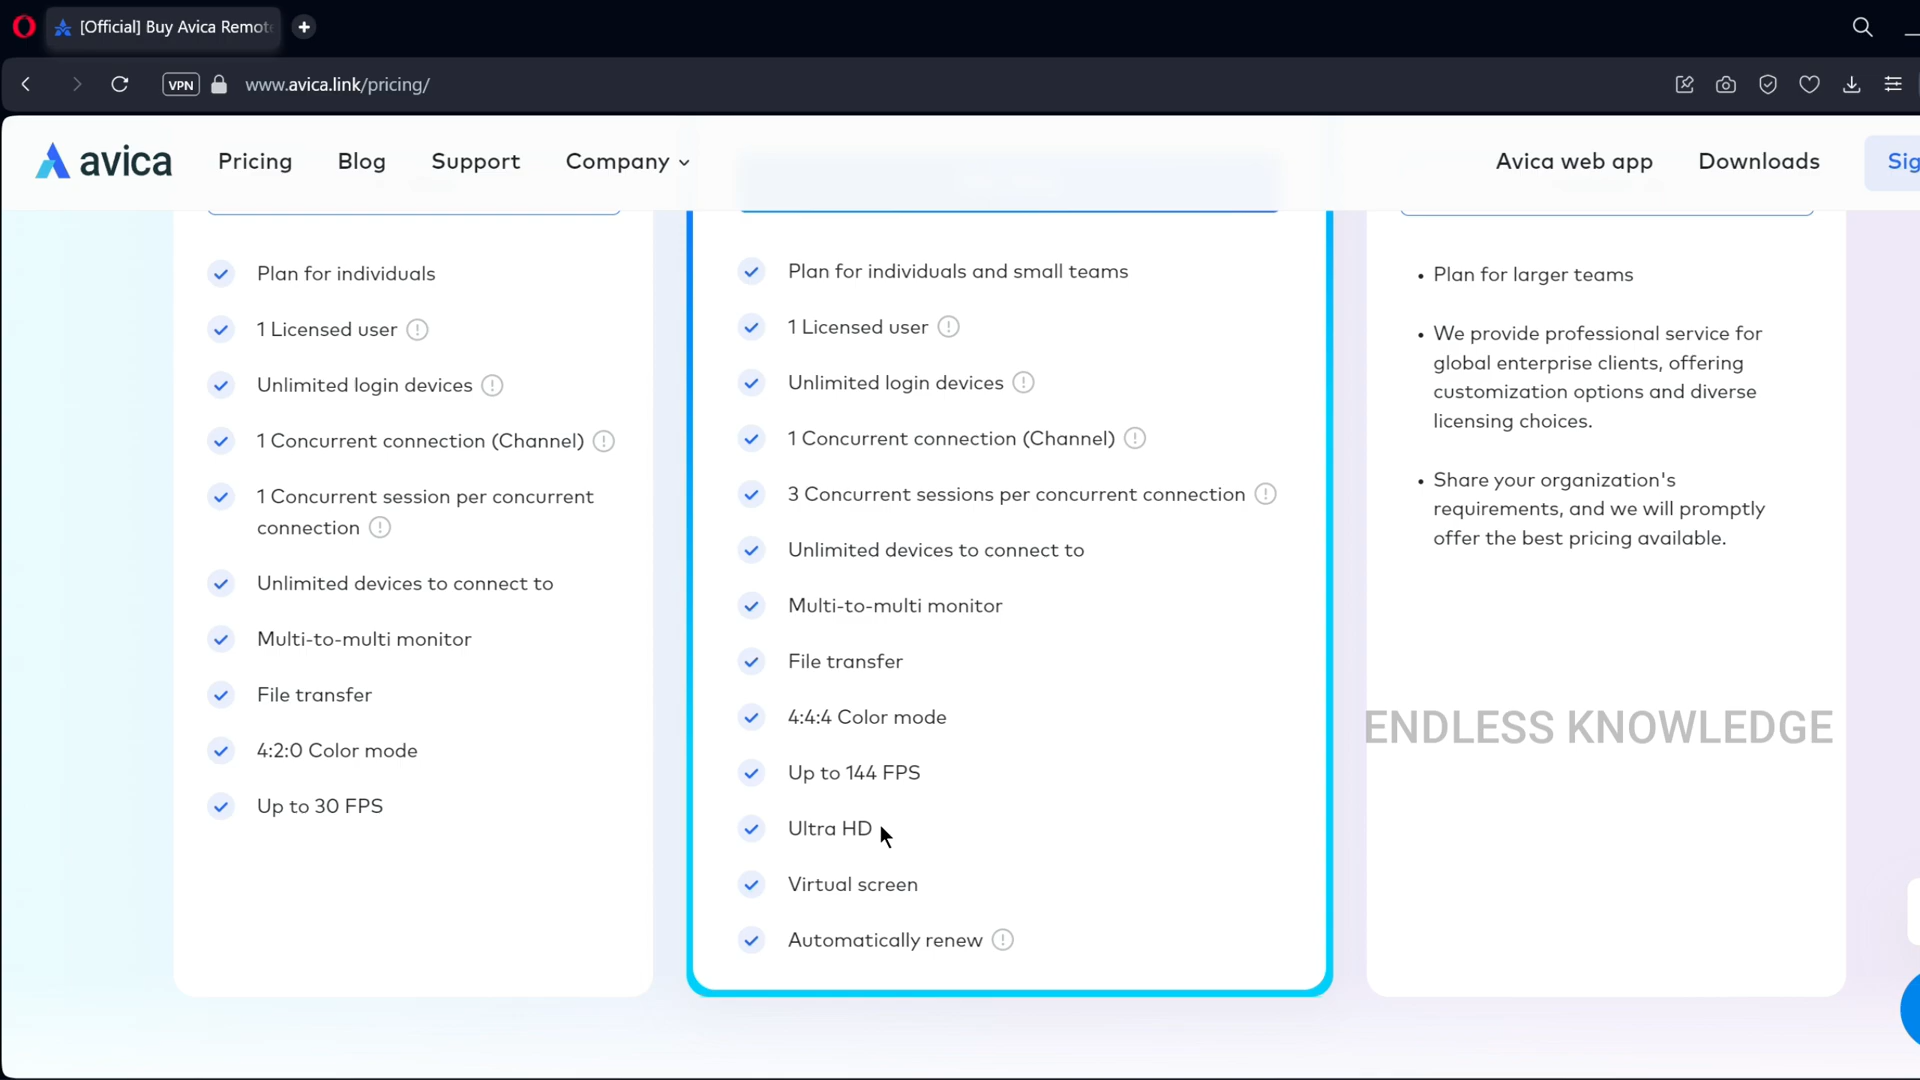 [Official] Buy Avica Remot
VPN
www.avica.link/pricing/
avica
Pricing
Blog
Support
Company
Avica web app
Downloads
Sig
Plan for individuals
1 Licensed user
Unlimited login devices
1 Concurrent connection (Channel)
1 Concurrent session per concurrent
connection
Unlimited devices to connect to
Multi-to-multi monitor
File transfer
4:2:0 Color mode
Up to 30 FPS
Plan for individuals and small teams
1 Licensed user
Unlimited login devices
1 Concurrent connection (Channel)
3 Concurrent sessions per concurrent connection
Unlimited devices to connect to
Multi-to-multi monitor
File transfer
4:4:4 Color mode
Up to 144 FPS
Ultra HD
Virtual screen
Automatically renew
• Plan for larger teams
• We provide professional service for
global enterprise clients, offering
customization options and diverse
licensing choices.
• Share your organization's
requirements, and we will promptly
offer the best pricing available.
ENDLESS KNOWLEDGE